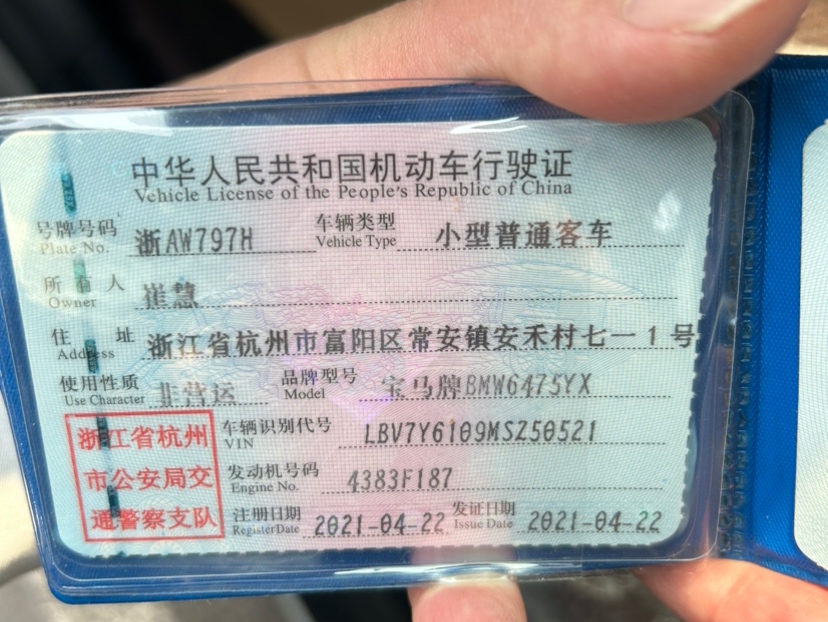 中华人民共和国机动车行驶证
Vehicle License of the People's Republic of China
号牌号码 浙AW797H 车辆类型 小型普通客车
Plate No. Vehicle Type
所有人 崔慧
Owner
住址 浙江省杭州市富阳区常安镇安禾村七一1号
Address
使用性质 非营运 品牌型号 宝马牌BMW6475YX
Use Character Model
浙江省杭州
市公安局交
通警察支队
车辆识别代号 LBV7Y6109MSZ50521
VIN
发动机号码 4383F187
Engine No.
注册日期 2021-04-22 发证日期 2021-04-22
Register Date Issue Date